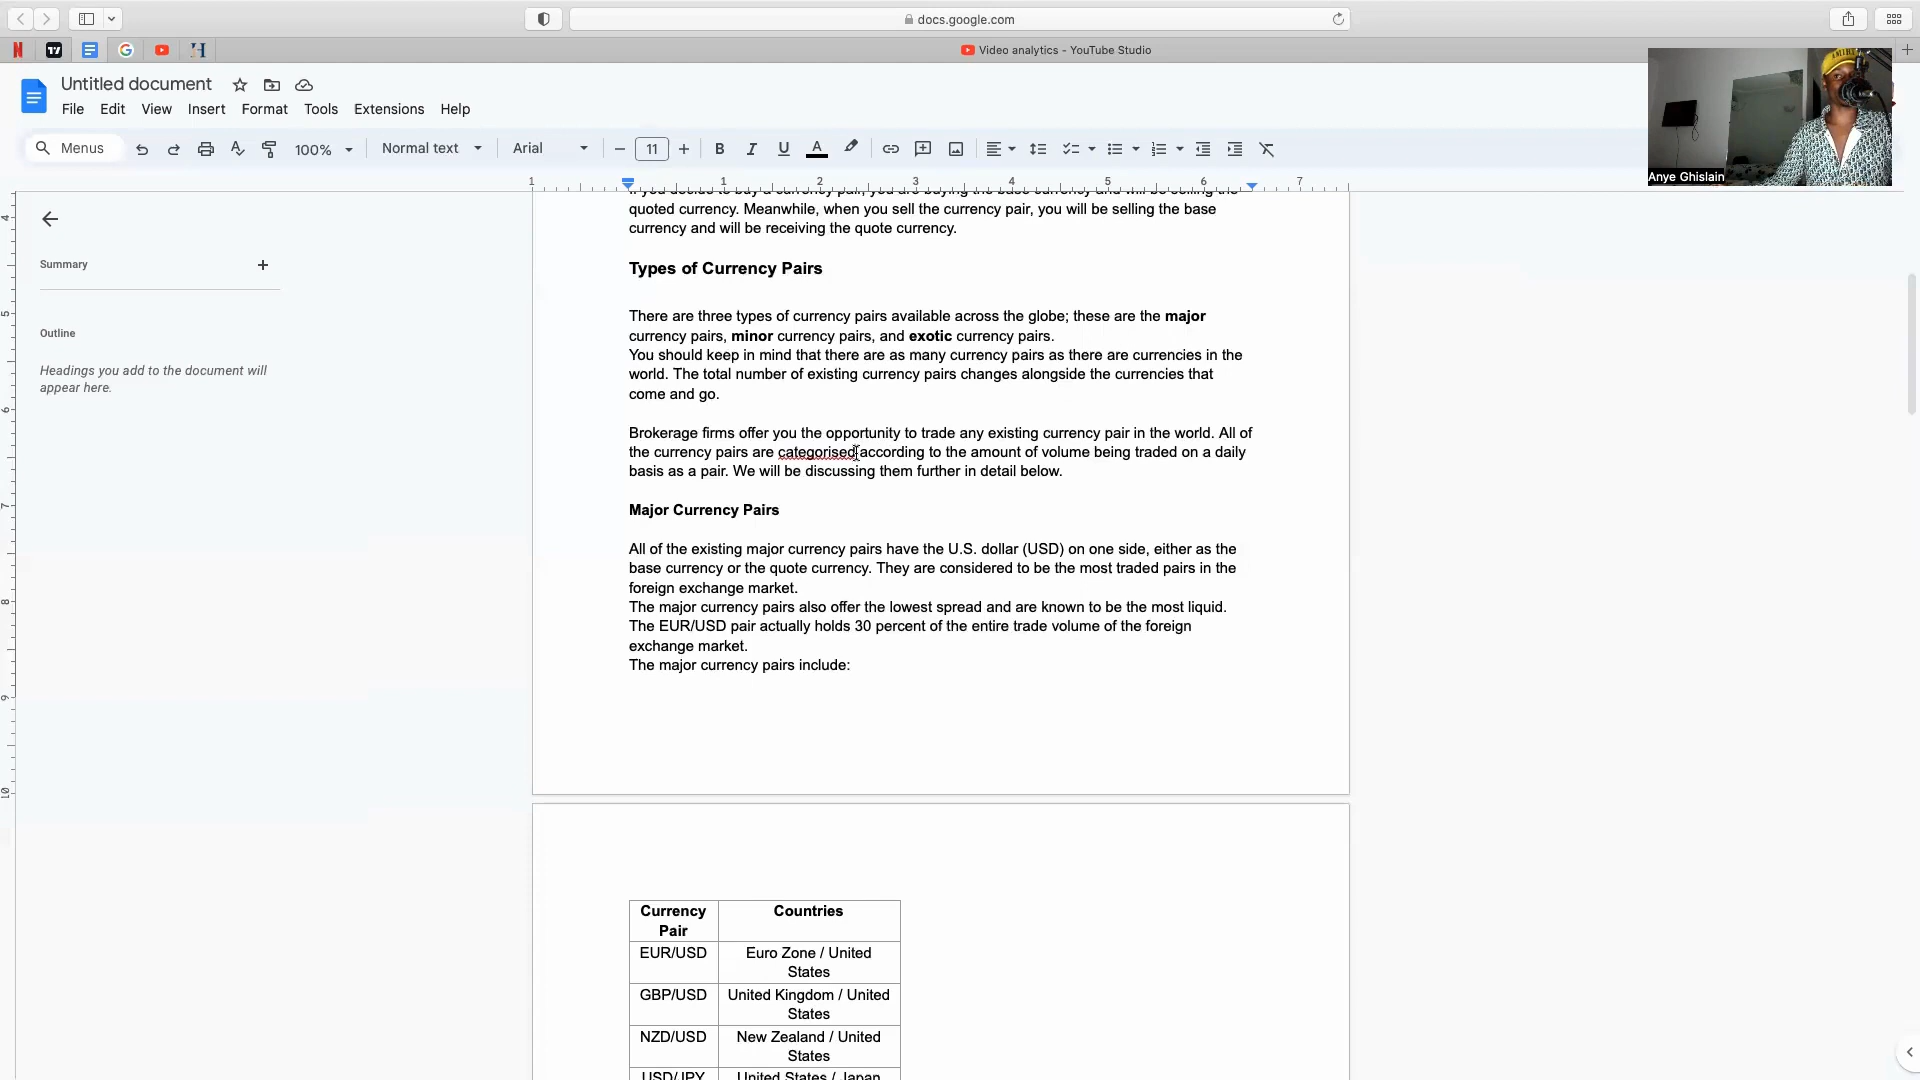 docs.google.com
Video analytics - YouTube Studio
Untitled document
File Edit View Insert Format Tools Extensions Help
Menus 100% Normal text Arial 11
1 1 2 3 4 5 6 7
Anye Ghislain
Summary
Outline
Headings you add to the document will
appear here.
quoted currency. Meanwhile, when you sell the currency pair, you will be selling the base
currency and will be receiving the quote currency.
Types of Currency Pairs
There are three types of currency pairs available across the globe; these are the major
currency pairs, minor currency pairs, and exotic currency pairs.
You should keep in mind that there are as many currency pairs as there are currencies in the
world. The total number of existing currency pairs changes alongside the currencies that
come and go.
Brokerage firms offer you the opportunity to trade any existing currency pair in the world. All of
the currency pairs are categorised according to the amount of volume being traded on a daily
basis as a pair. We will be discussing them further in detail below.
Major Currency Pairs
All of the existing major currency pairs have the U.S. dollar (USD) on one side, either as the
base currency or the quote currency. They are considered to be the most traded pairs in the
foreign exchange market.
The major currency pairs also offer the lowest spread and are known to be the most liquid.
The EUR/USD pair actually holds 30 percent of the entire trade volume of the foreign
exchange market.
The major currency pairs include:
Currency Countries
Pair
EUR/USD Euro Zone / United
States
GBP/USD United Kingdom / United
States
NZD/USD New Zealand / United
States
USD/JPY United States / Japan